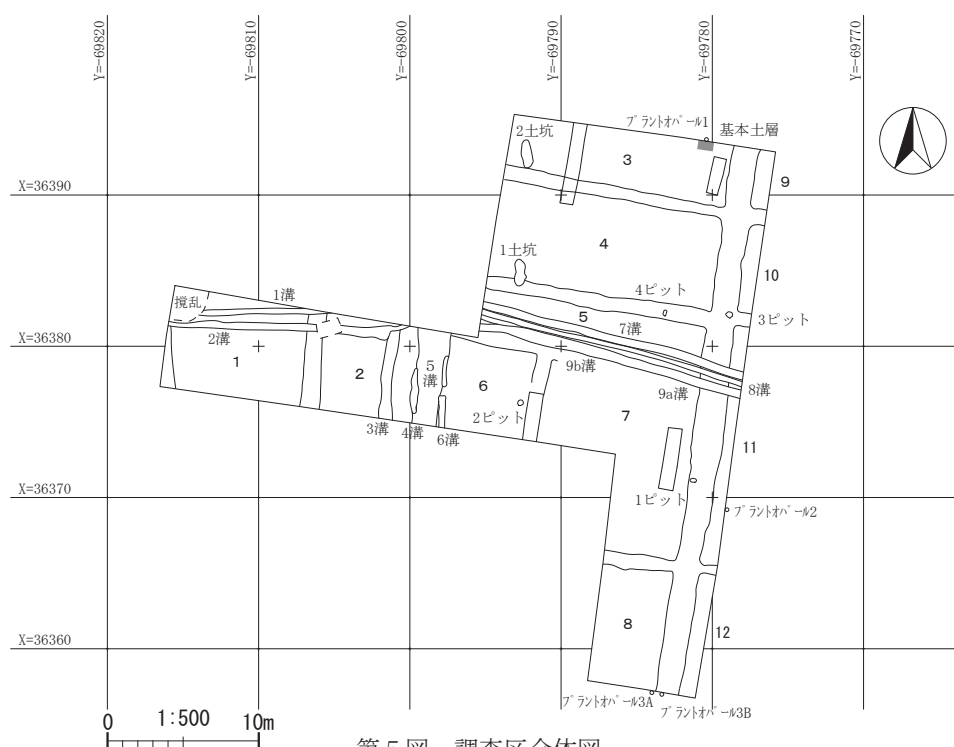 Y=-69820
Y=-69810
Y=-69800
Y=-69790
Y=-69780
Y=-69770
プラントオパール1
基本土層
2土坑
3
9
X=36390
4
10
1土坑
4ピット
3ピット
撹乱
1溝
5
7溝
X=36380
2溝
1
2
5溝
6
9b溝
9a溝
8溝
2ピット
7
3溝
4溝
6溝
11
X=36370
1ピット
プラントオパール2
8
12
X=36360
プラントオパール3A
プラントオパール3B
0
1:500
10m
第5図 調査区全体図